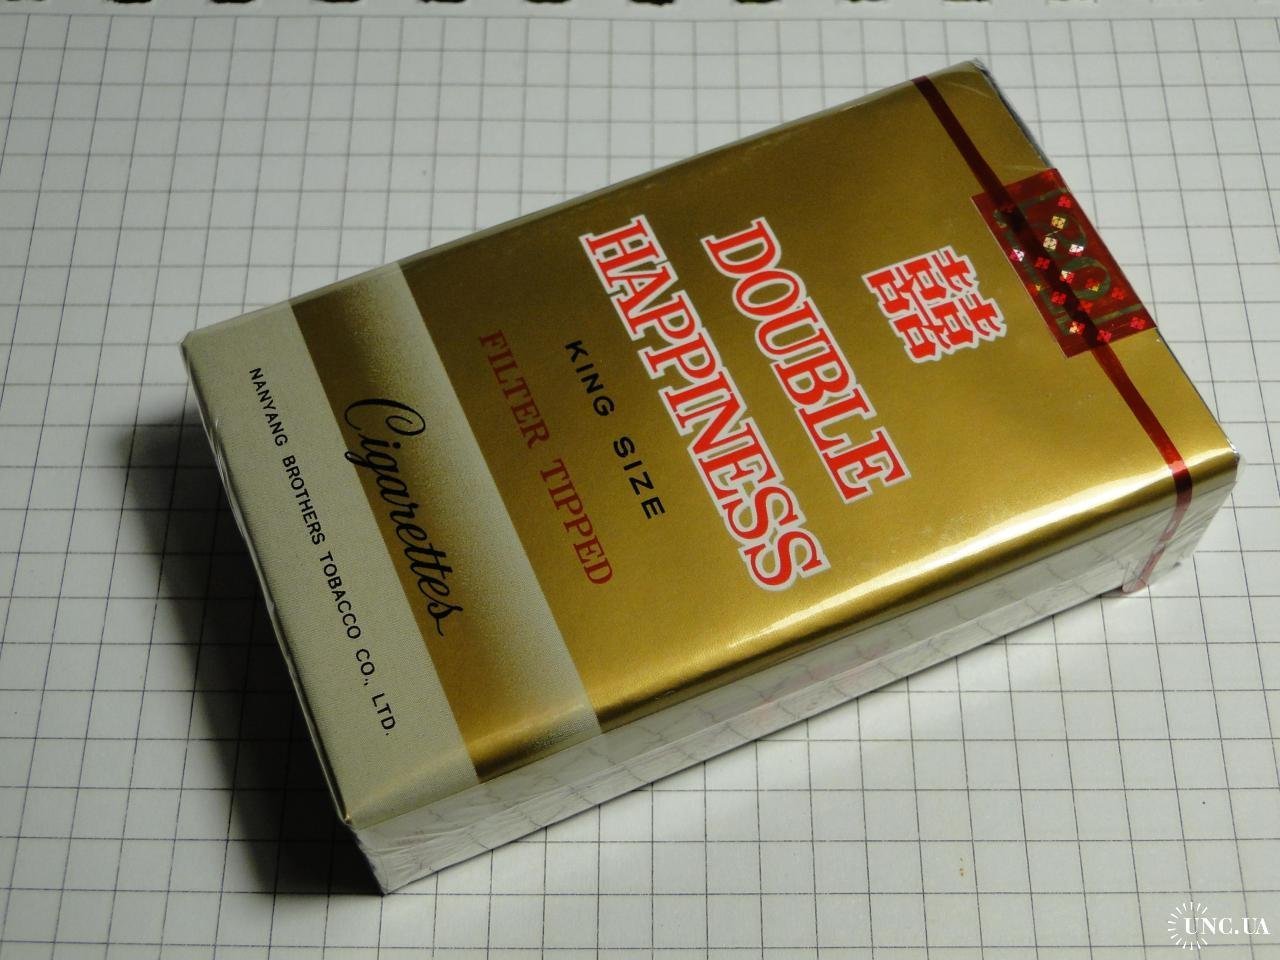 囍
DOUBLE
HAPPINESS
KING SIZE
FILTER TIPPED
Cigarettes
NANYANG BROTHERS TOBACCO CO., LTD.
UNC.UA